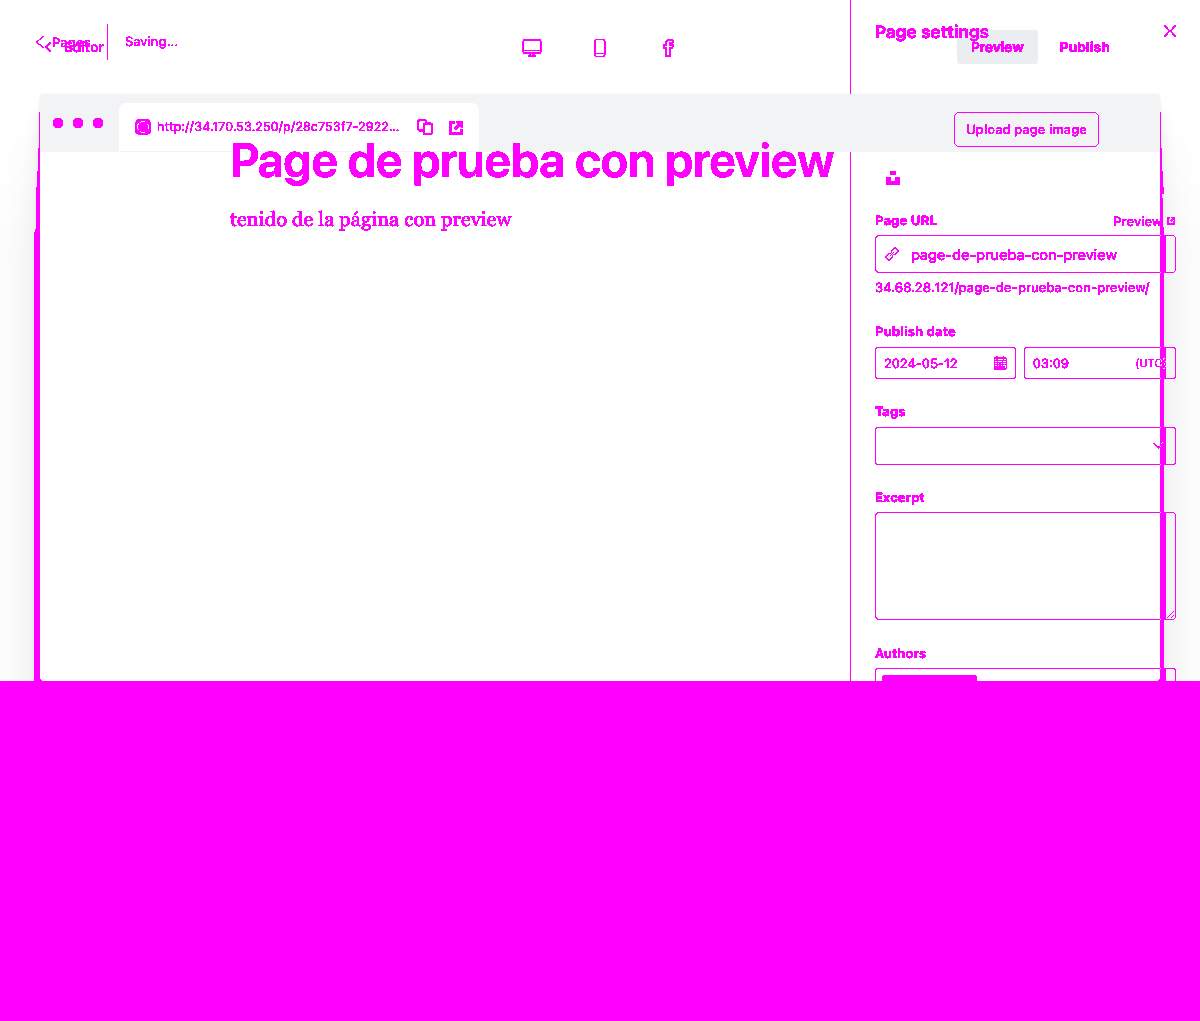 Pages
Editor
Saving...
Page settings
Preview
Publish
http://34.170.53.250/p/28c753f7-2922...
Upload page image
Page de prueba con preview
tenido de la página con preview
Page URL
Preview
page-de-prueba-con-preview
34.68.28.121/page-de-prueba-con-preview/
Publish date
2024-05-12
03:09
(UTC)
Tags
Excerpt
Authors